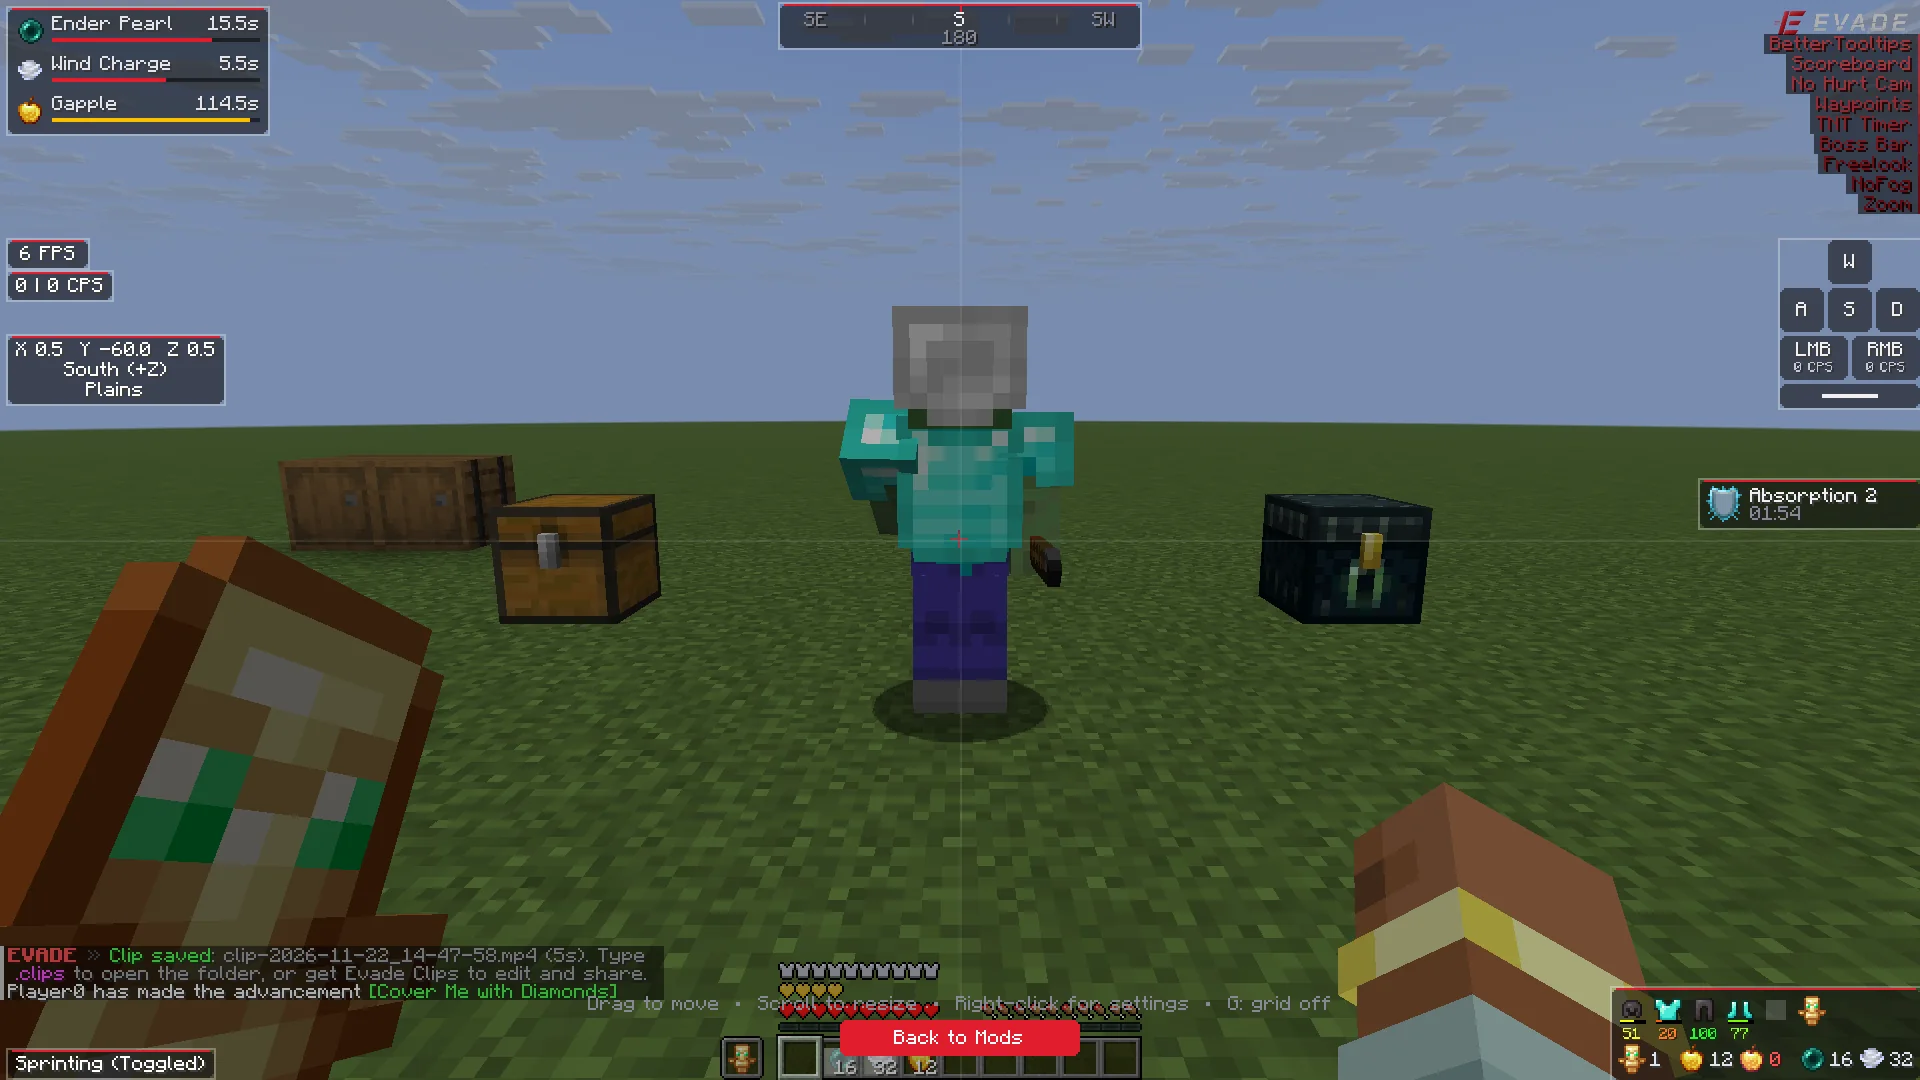 Ender Pearl 15.5s
Wind Charge 5.5s
Gapple 114.5s
SE S SW
180
EVADE
BetterTooltips
Scoreboard
No Hurt Cam
Waypoints
TNT Timer
Boss Bar
Freelook
NoFog
Zoom
6 FPS
0 | 0 CPS
X 0.5 Y -60.0 Z 0.5
South (+Z)
Plains
W
A S D
LMB RMB
0 CPS 0 CPS
Absorption 2
01:54
EVADE » Clip saved: clip-2026-11-22_14-47-58.mp4 (5s). Type
.clips to open the folder, or get Evade Clips to edit and share.
Player0 has made the advancement [Cover Me with Diamonds]
Drag to move • Scroll to resize • Right-click for settings • G: grid off
Back to Mods
Sprinting (Toggled)
16 32 12
51 20 100 77
1 12 0 16 32